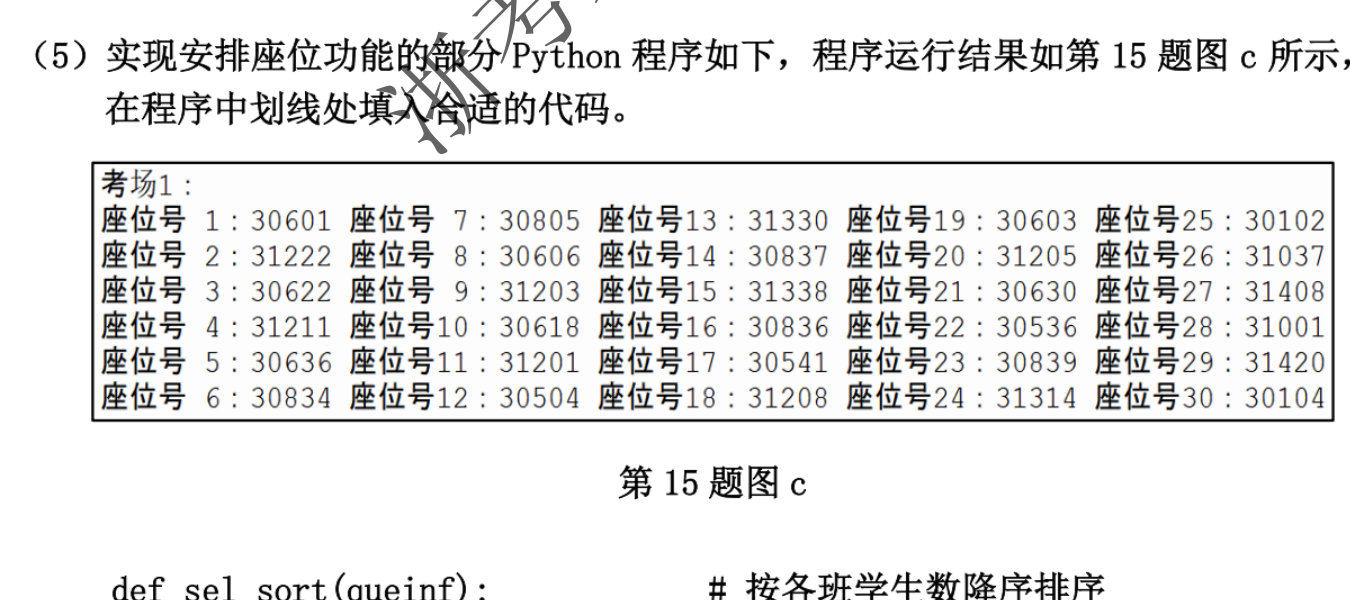 浙考
（5）实现安排座位功能的部分 Python 程序如下，程序运行结果如第 15 题图 c 所示，
在程序中划线处填入合适的代码。
考场1：
座位号 1：30601 座位号 7：30805 座位号13：31330 座位号19：30603 座位号25：30102
座位号 2：31222 座位号 8：30606 座位号14：30837 座位号20：31205 座位号26：31037
座位号 3：30622 座位号 9：31203 座位号15：31338 座位号21：30630 座位号27：31408
座位号 4：31211 座位号10：30618 座位号16：30836 座位号22：30536 座位号28：31001
座位号 5：30636 座位号11：31201 座位号17：30541 座位号23：30839 座位号29：31420
座位号 6：30834 座位号12：30504 座位号18：31208 座位号24：31314 座位号30：30104
第 15 题图 c
def sel_sort(queinf): # 按各班学生数降序排序